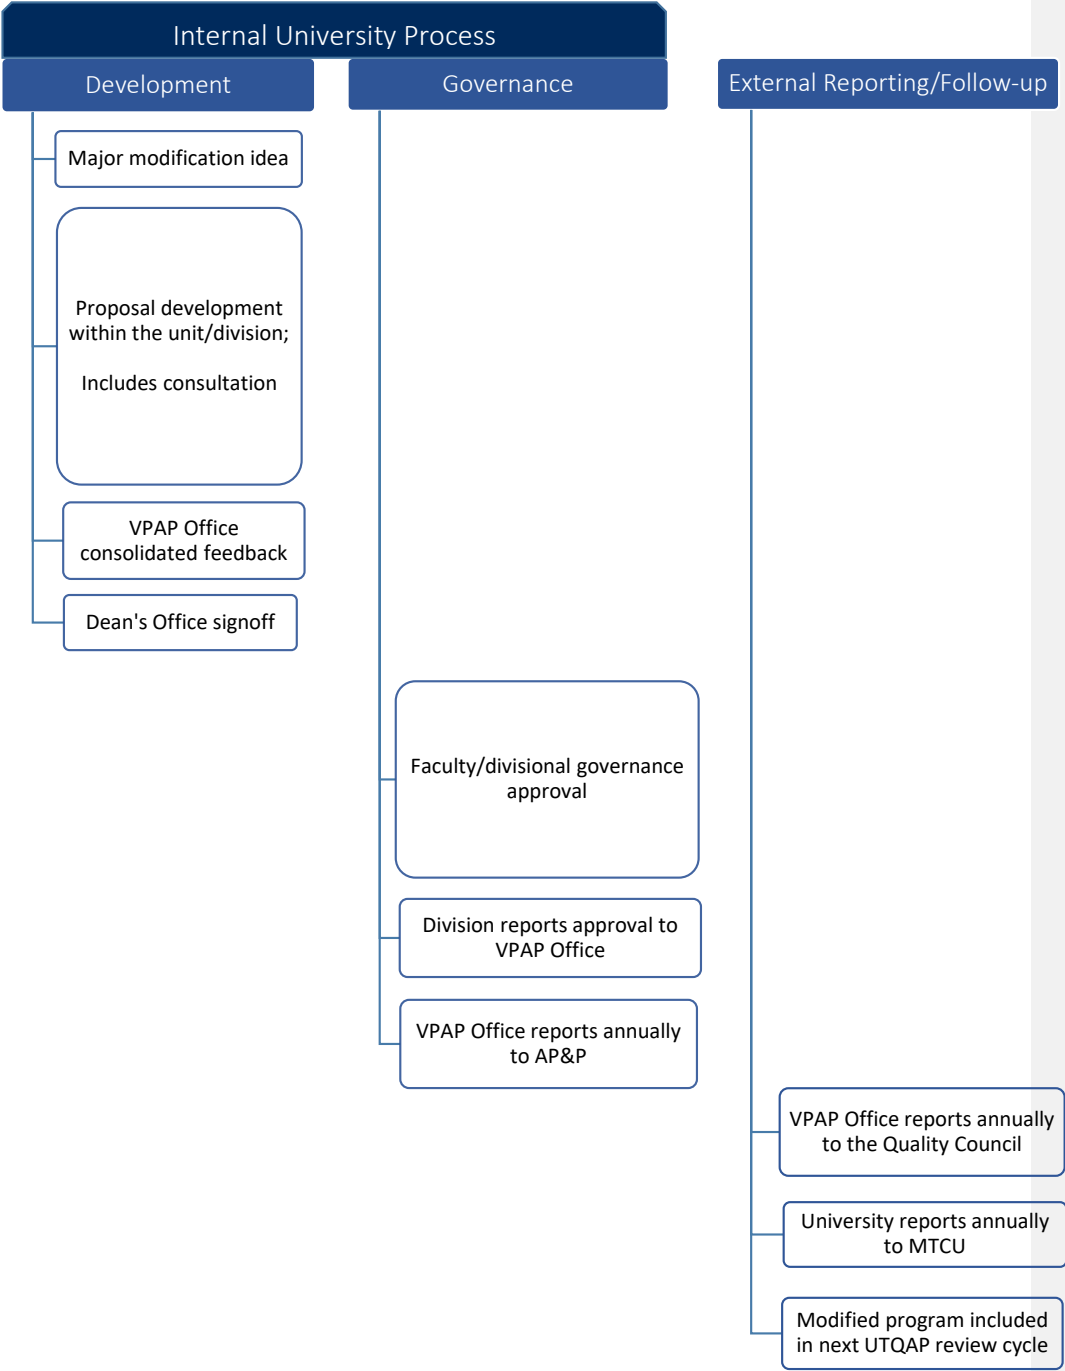 Internal University Process
Development
Governance
External Reporting/Follow-up
Major modification idea
Proposal development
within the unit/division;
Includes consultation
VPAP Office
consolidated feedback
Dean's Office signoff
Faculty/divisional governance
approval
Division reports approval to
VPAP Office
VPAP Office reports annually
to AP&P
VPAP Office reports annually
to the Quality Council
University reports annually
to MTCU
Modified program included
in next UTQAP review cycle